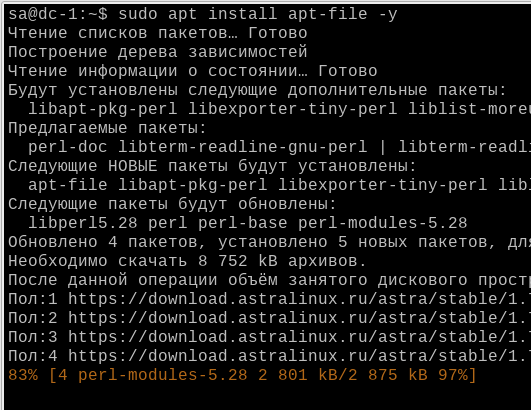 sa@dc-1:~$ sudo apt install apt-file -y
Чтение списков пакетов… Готово
Построение дерева зависимостей
Чтение информации о состоянии… Готово
Будут установлены следующие дополнительные пакеты:
  libapt-pkg-perl libexporter-tiny-perl liblist-moreu
Предлагаемые пакеты:
  perl-doc libterm-readline-gnu-perl | libterm-readli
Следующие НОВЫЕ пакеты будут установлены:
  apt-file libapt-pkg-perl libexporter-tiny-perl libl
Следующие пакеты будут обновлены:
  libperl5.28 perl perl-base perl-modules-5.28
Обновлено 4 пакетов, установлено 5 новых пакетов, для
Необходимо скачать 8 752 kB архивов.
После данной операции объём занятого дискового простр
Пол:1 https://download.astralinux.ru/astra/stable/1.7
Пол:2 https://download.astralinux.ru/astra/stable/1.7
Пол:3 https://download.astralinux.ru/astra/stable/1.7
Пол:4 https://download.astralinux.ru/astra/stable/1.7
83% [4 perl-modules-5.28 2 801 kB/2 875 kB 97%]